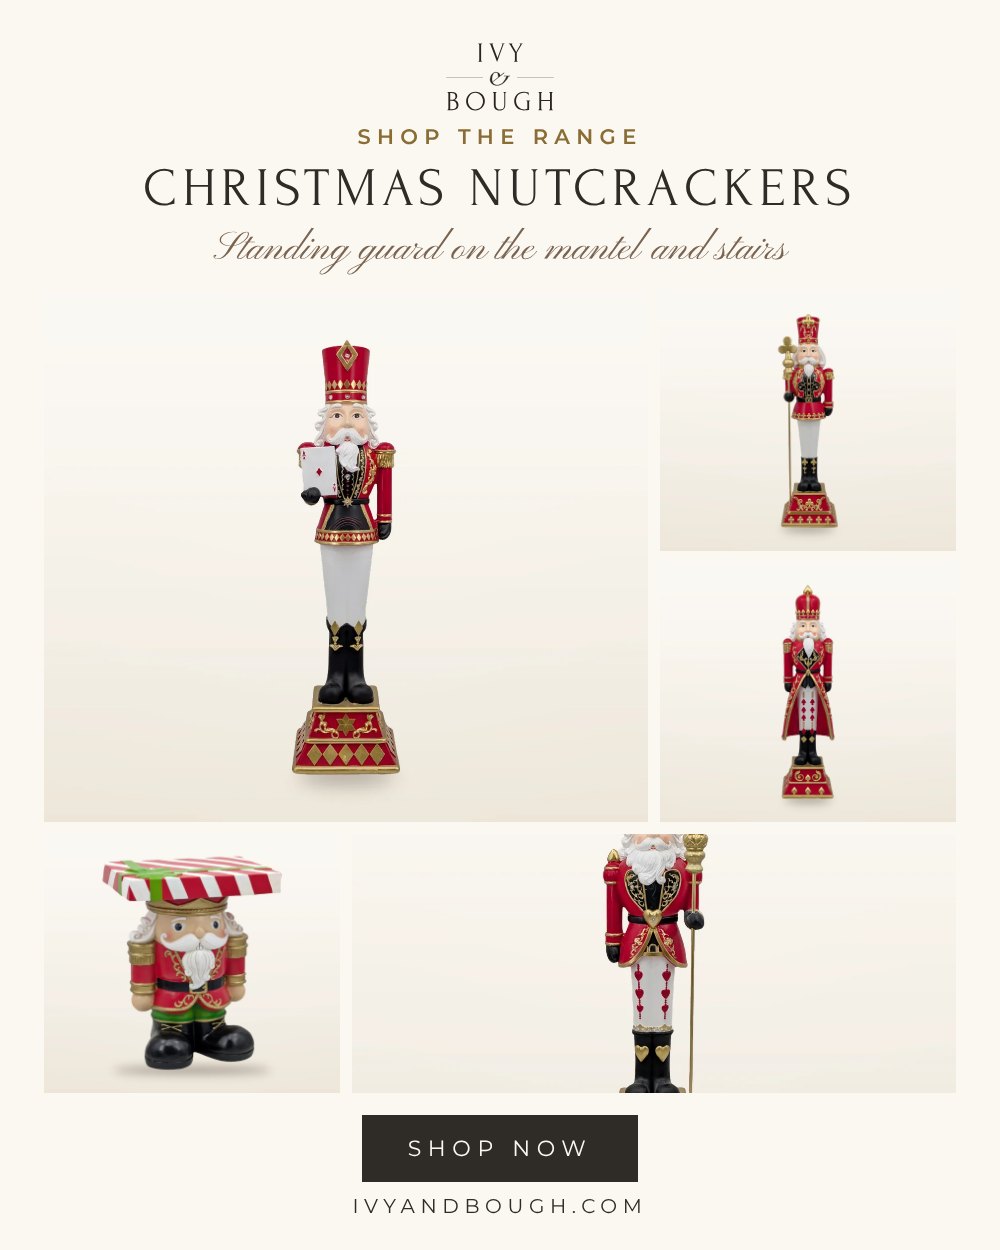 IVY
&
BOUGH
SHOP THE RANGE
CHRISTMAS NUTCRACKERS
Standing guard on the mantel and stairs
SHOP NOW
IVYANDBOUGH.COM